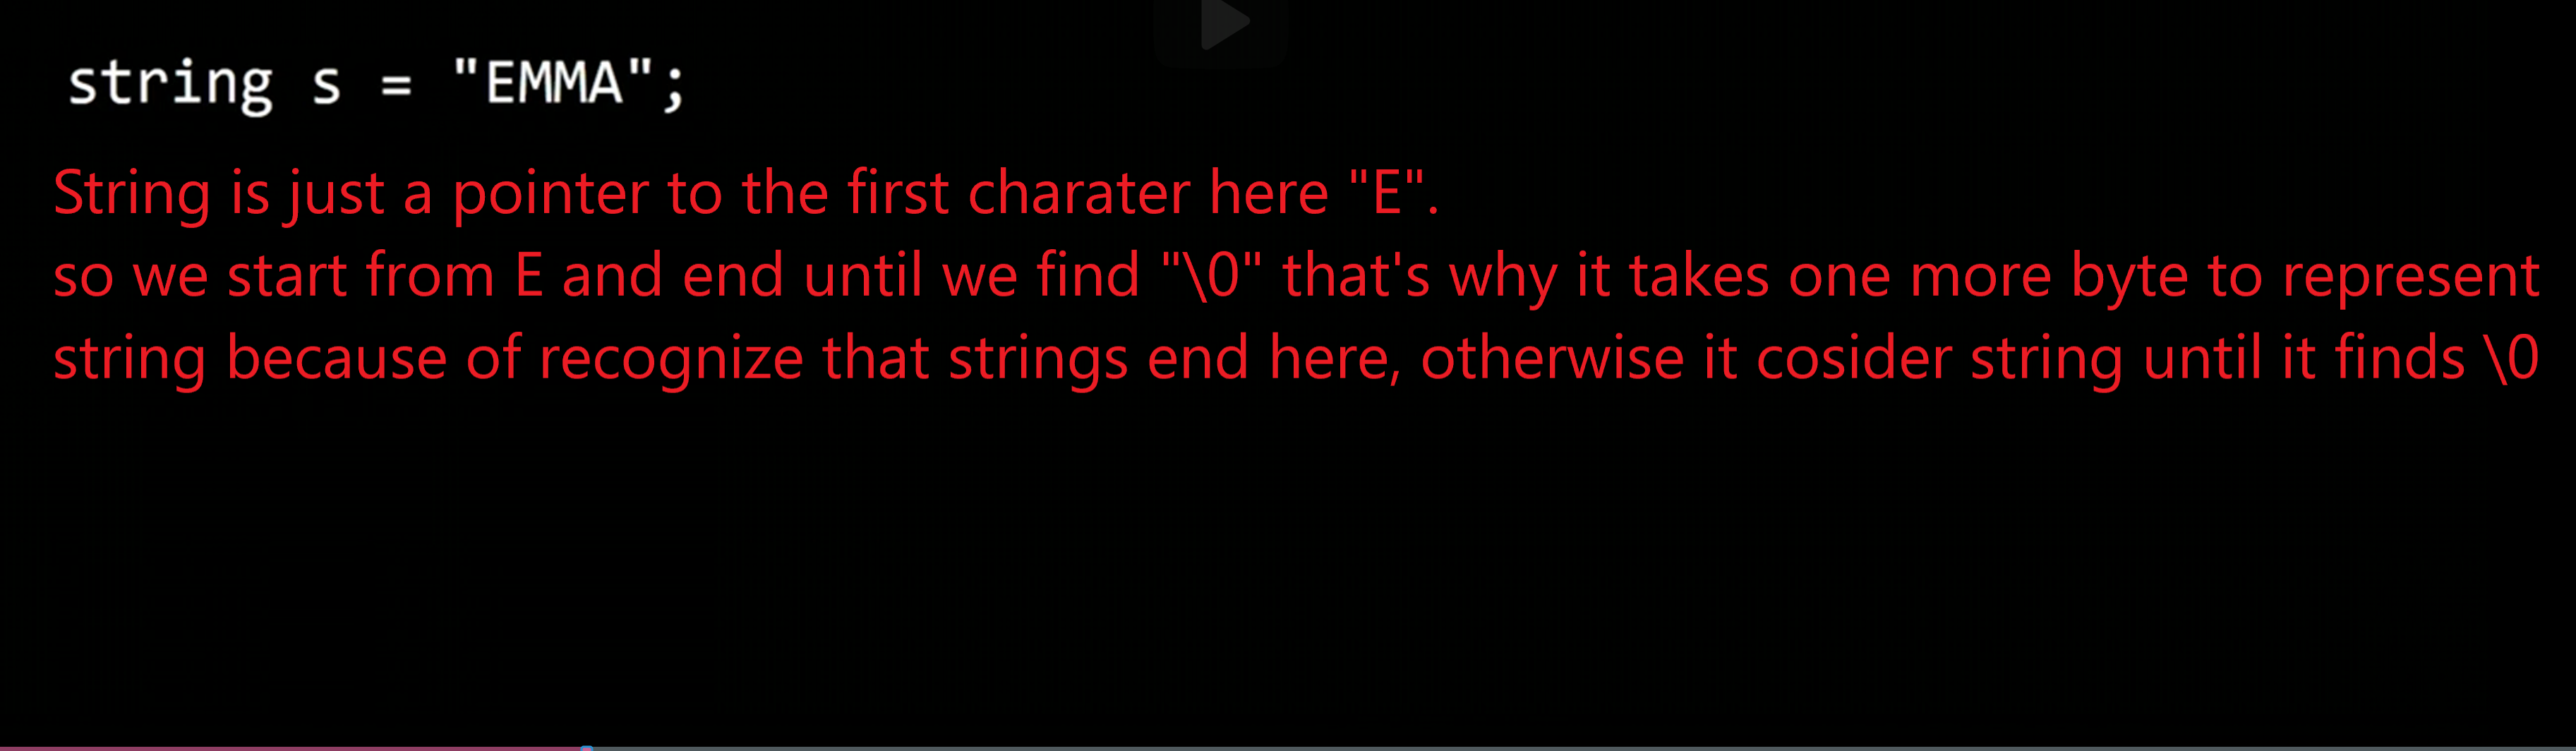 string s = "EMMA";
String is just a pointer to the first charater here "E".
so we start from E and end until we find "\0" that's why it takes one more byte to represent
string because of recognize that strings end here, otherwise it cosider string until it finds \0